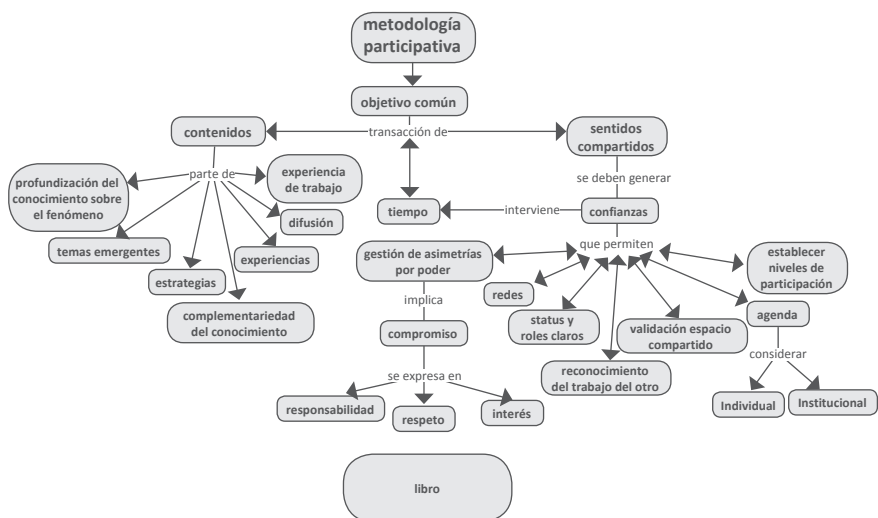 metodología
participativa
objetivo común
contenidos
transacción de
sentidos
compartidos
parte de
profundización del
conocimiento sobre
el fenómeno
experiencia
de trabajo
se deben generar
tiempo
interviene
confianzas
difusión
temas emergentes
experiencias
estrategias
complementariedad
del conocimiento
gestión de asimetrías
por poder
que permiten
establecer
niveles de
participación
redes
implica
status y
roles claros
validación espacio
compartido
agenda
compromiso
reconocimiento
del trabajo del otro
considerar
se expresa en
responsabilidad
respeto
interés
Individual
Institucional
libro